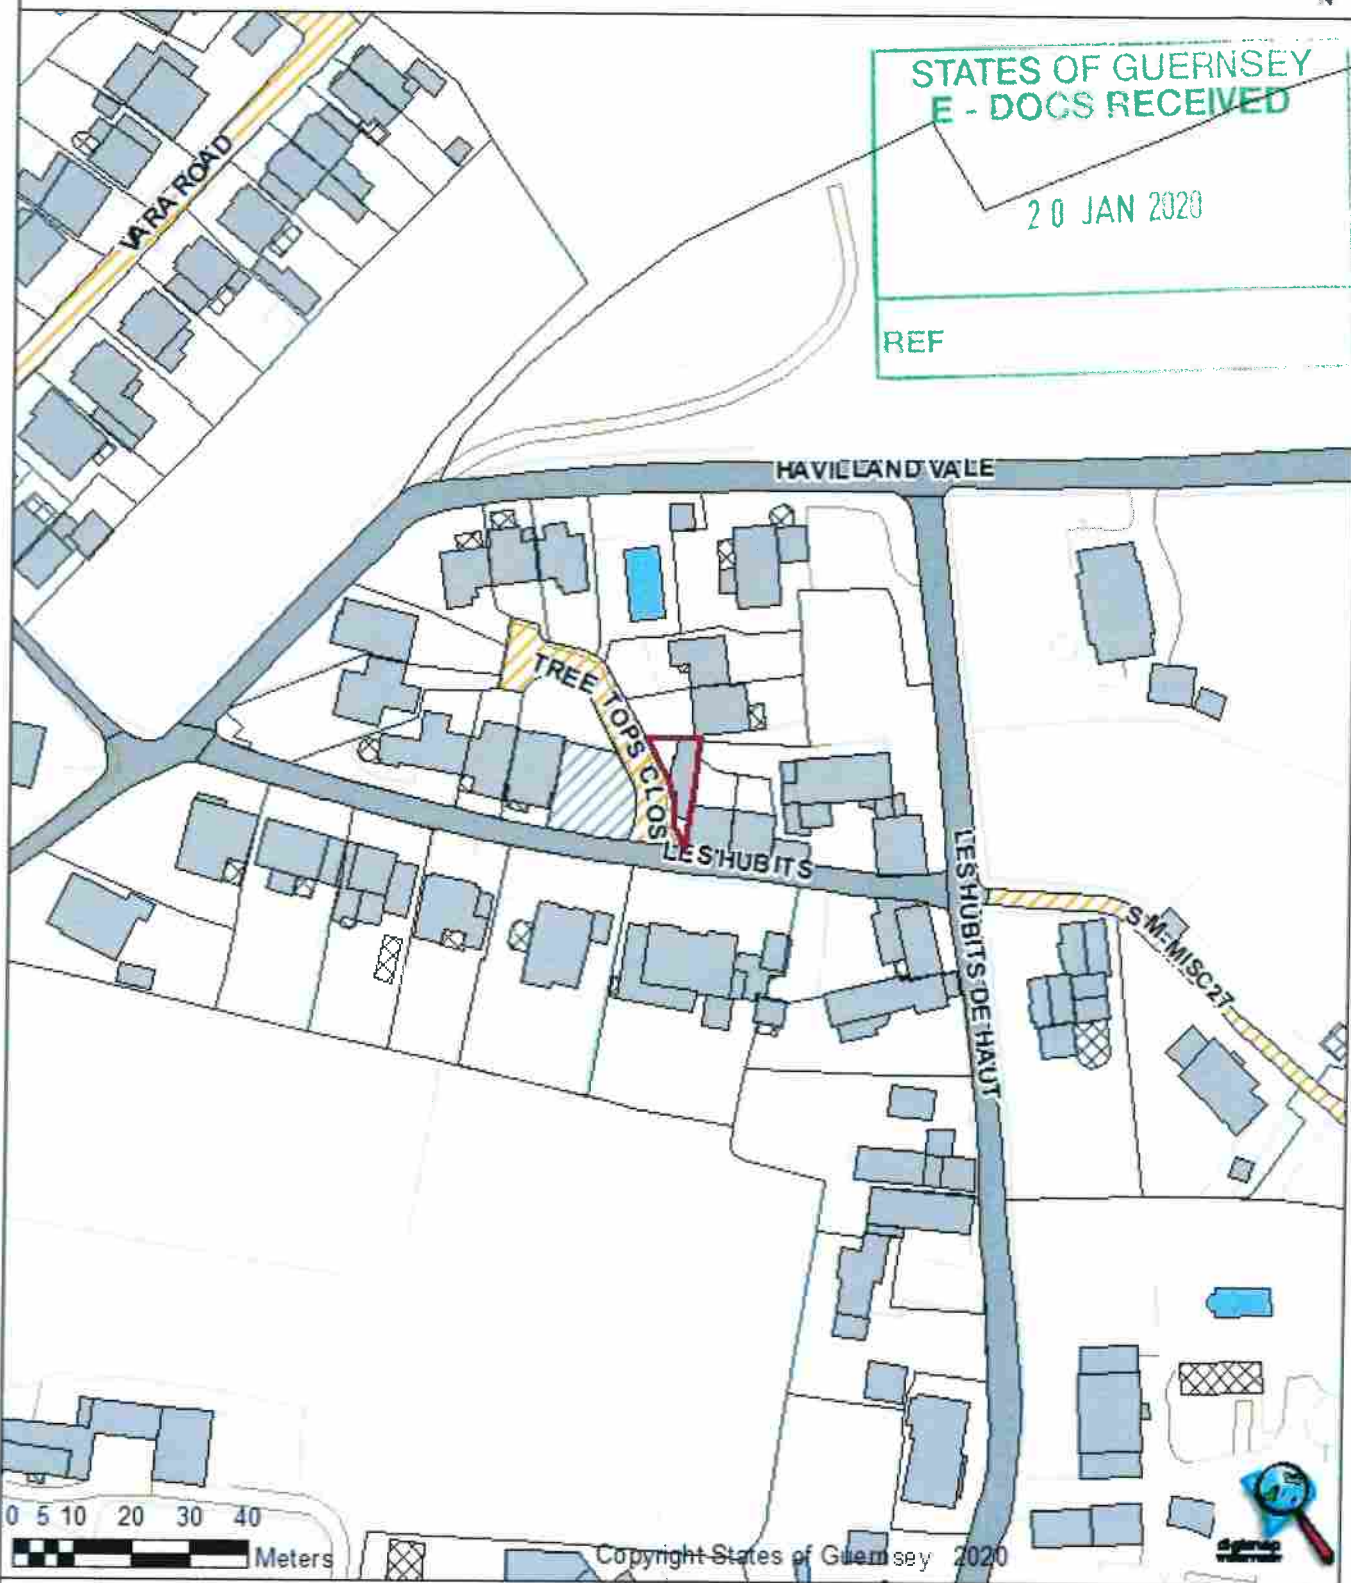 STATES OF GUERNSEY
E - DOCS RECEIVED
20 JAN 2020
REF
VARA ROAD
HAVILLAND VALE
TREE TOPS CLOS
LES HUBITS
LES HUBITS DE HAUT
SM-MISC27
0 5 10 20 30 40
Meters
Copyright States of Guernsey 2020